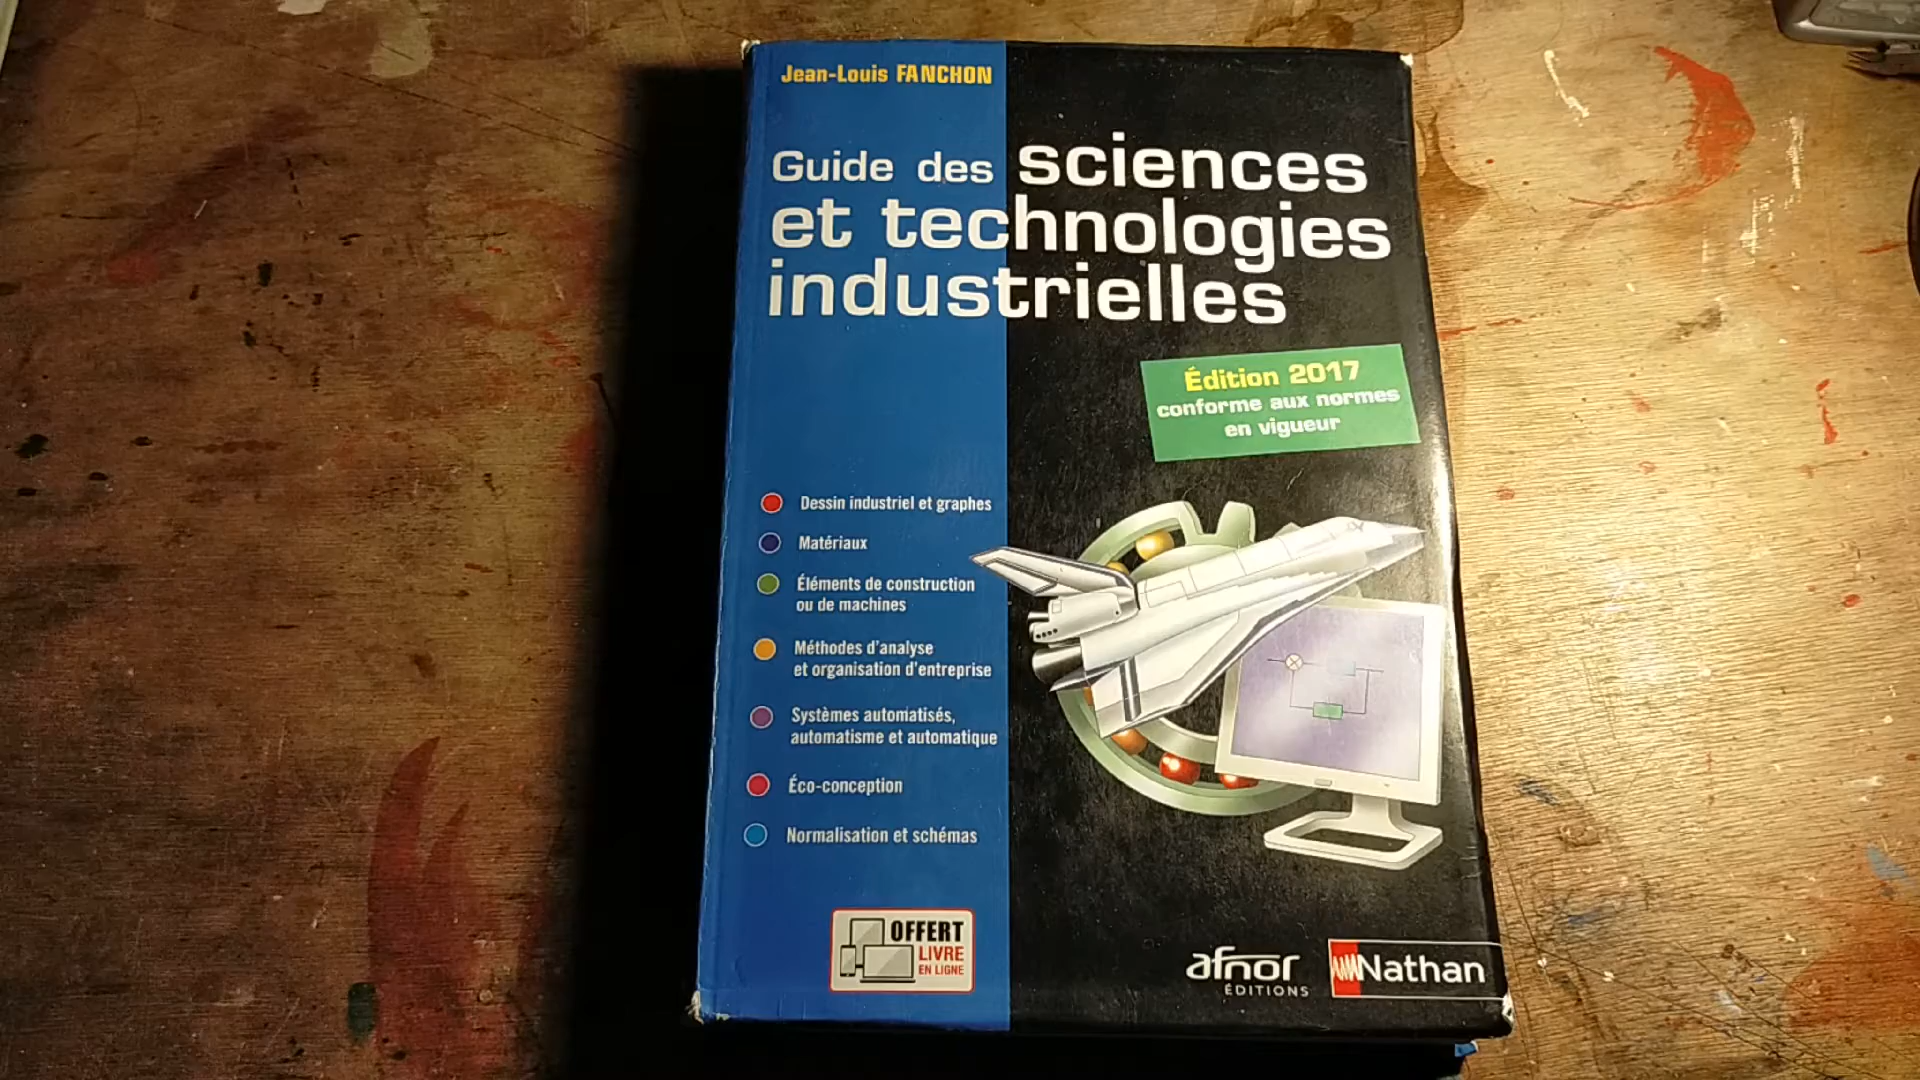 Jean-Louis FANCHON
Guide des sciences
et technologies
industrielles
Édition 2017
conforme aux normes
en vigueur
Dessin industriel et graphes
Matériaux
Éléments de construction
ou de machines
Méthodes d'analyse
et organisation d'entreprise
Systèmes automatisés,
automatisme et automatique
Éco-conception
Normalisation et schémas
OFFERT
LIVRE
EN LIGNE
afnor
ÉDITIONS
Nathan